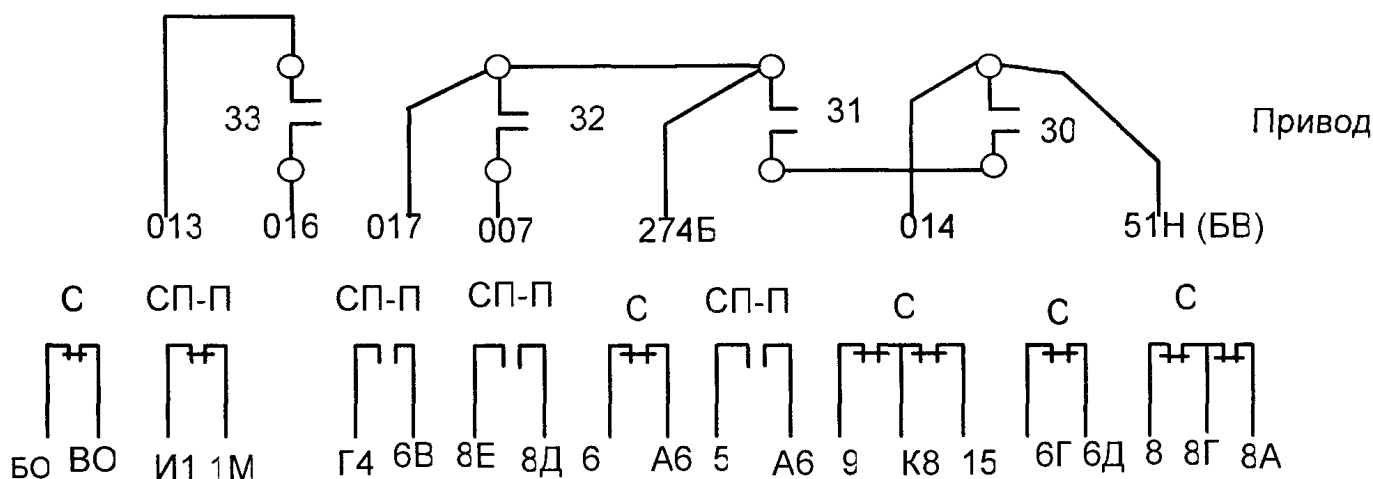 33 32 31 30 Привод
013 016 017 007 274Б 014 51Н (БВ)
С СП-П СП-П СП-П С СП-П С С С
БО ВО И1 1М Г4 6В 8Е 8Д 6 А6 5 А6 9 К8 15 6Г 6Д 8 8Г 8А